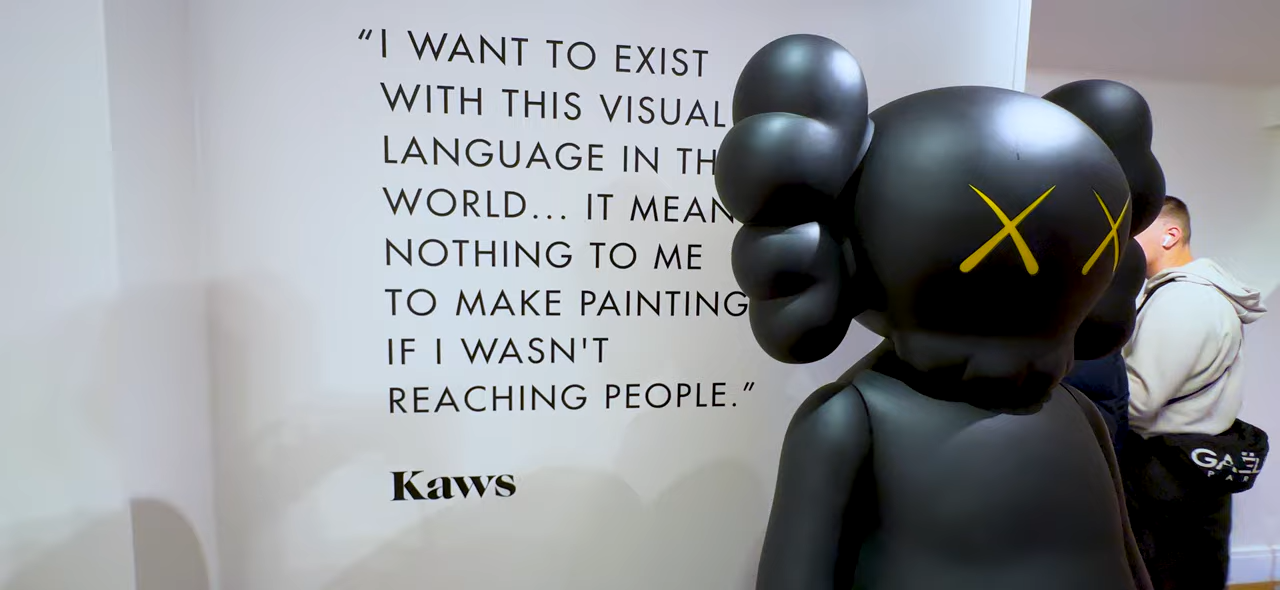 “I WANT TO EXIST
WITH THIS VISUAL
LANGUAGE IN TH
WORLD... IT MEAN
NOTHING TO ME
TO MAKE PAINTING
IF I WASN'T
REACHING PEOPLE.”
Kaws